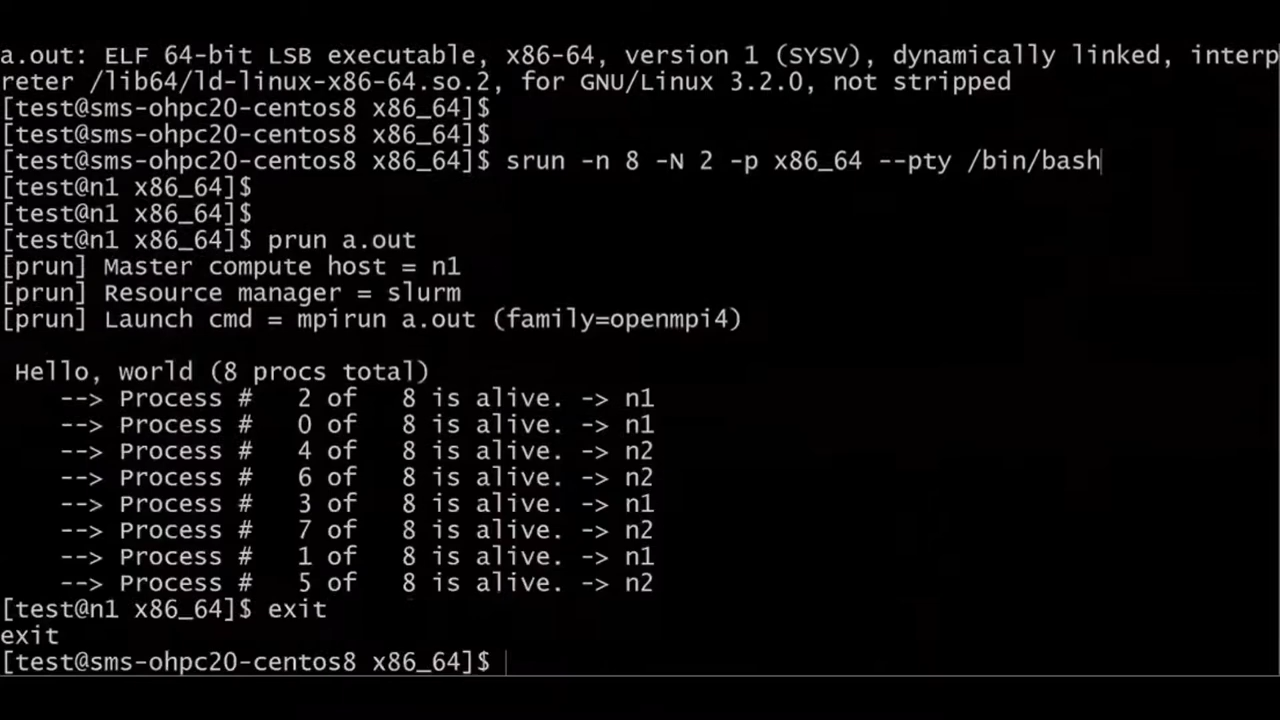 a.out: ELF 64-bit LSB executable, x86-64, version 1 (SYSV), dynamically linked, interp
reter /lib64/ld-linux-x86-64.so.2, for GNU/Linux 3.2.0, not stripped
[test@sms-ohpc20-centos8 x86_64]$
[test@sms-ohpc20-centos8 x86_64]$
[test@sms-ohpc20-centos8 x86_64]$ srun -n 8 -N 2 -p x86_64 --pty /bin/bash
[test@n1 x86_64]$
[test@n1 x86_64]$
[test@n1 x86_64]$ prun a.out
[prun] Master compute host = n1
[prun] Resource manager = slurm
[prun] Launch cmd = mpirun a.out (family=openmpi4)
Hello, world (8 procs total)
--> Process # 2 of 8 is alive. -> n1
--> Process # 0 of 8 is alive. -> n1
--> Process # 4 of 8 is alive. -> n2
--> Process # 6 of 8 is alive. -> n2
--> Process # 3 of 8 is alive. -> n1
--> Process # 7 of 8 is alive. -> n2
--> Process # 1 of 8 is alive. -> n1
--> Process # 5 of 8 is alive. -> n2
[test@n1 x86_64]$ exit
exit
[test@sms-ohpc20-centos8 x86_64]$